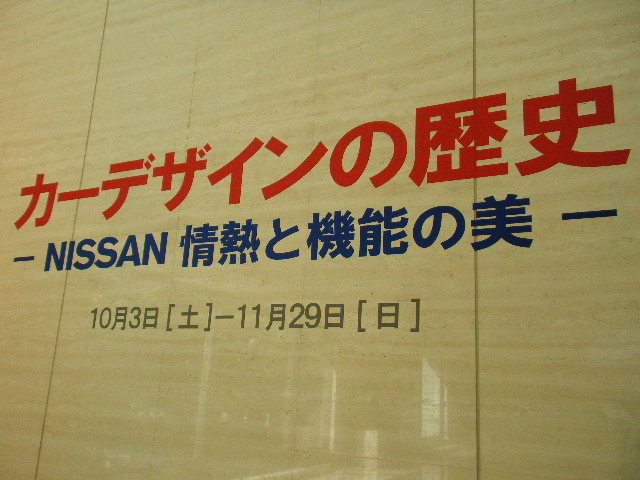 カーデザインの歴史
– NISSAN 情熱と機能の美 –
10月3日[土]–11月29日[日]